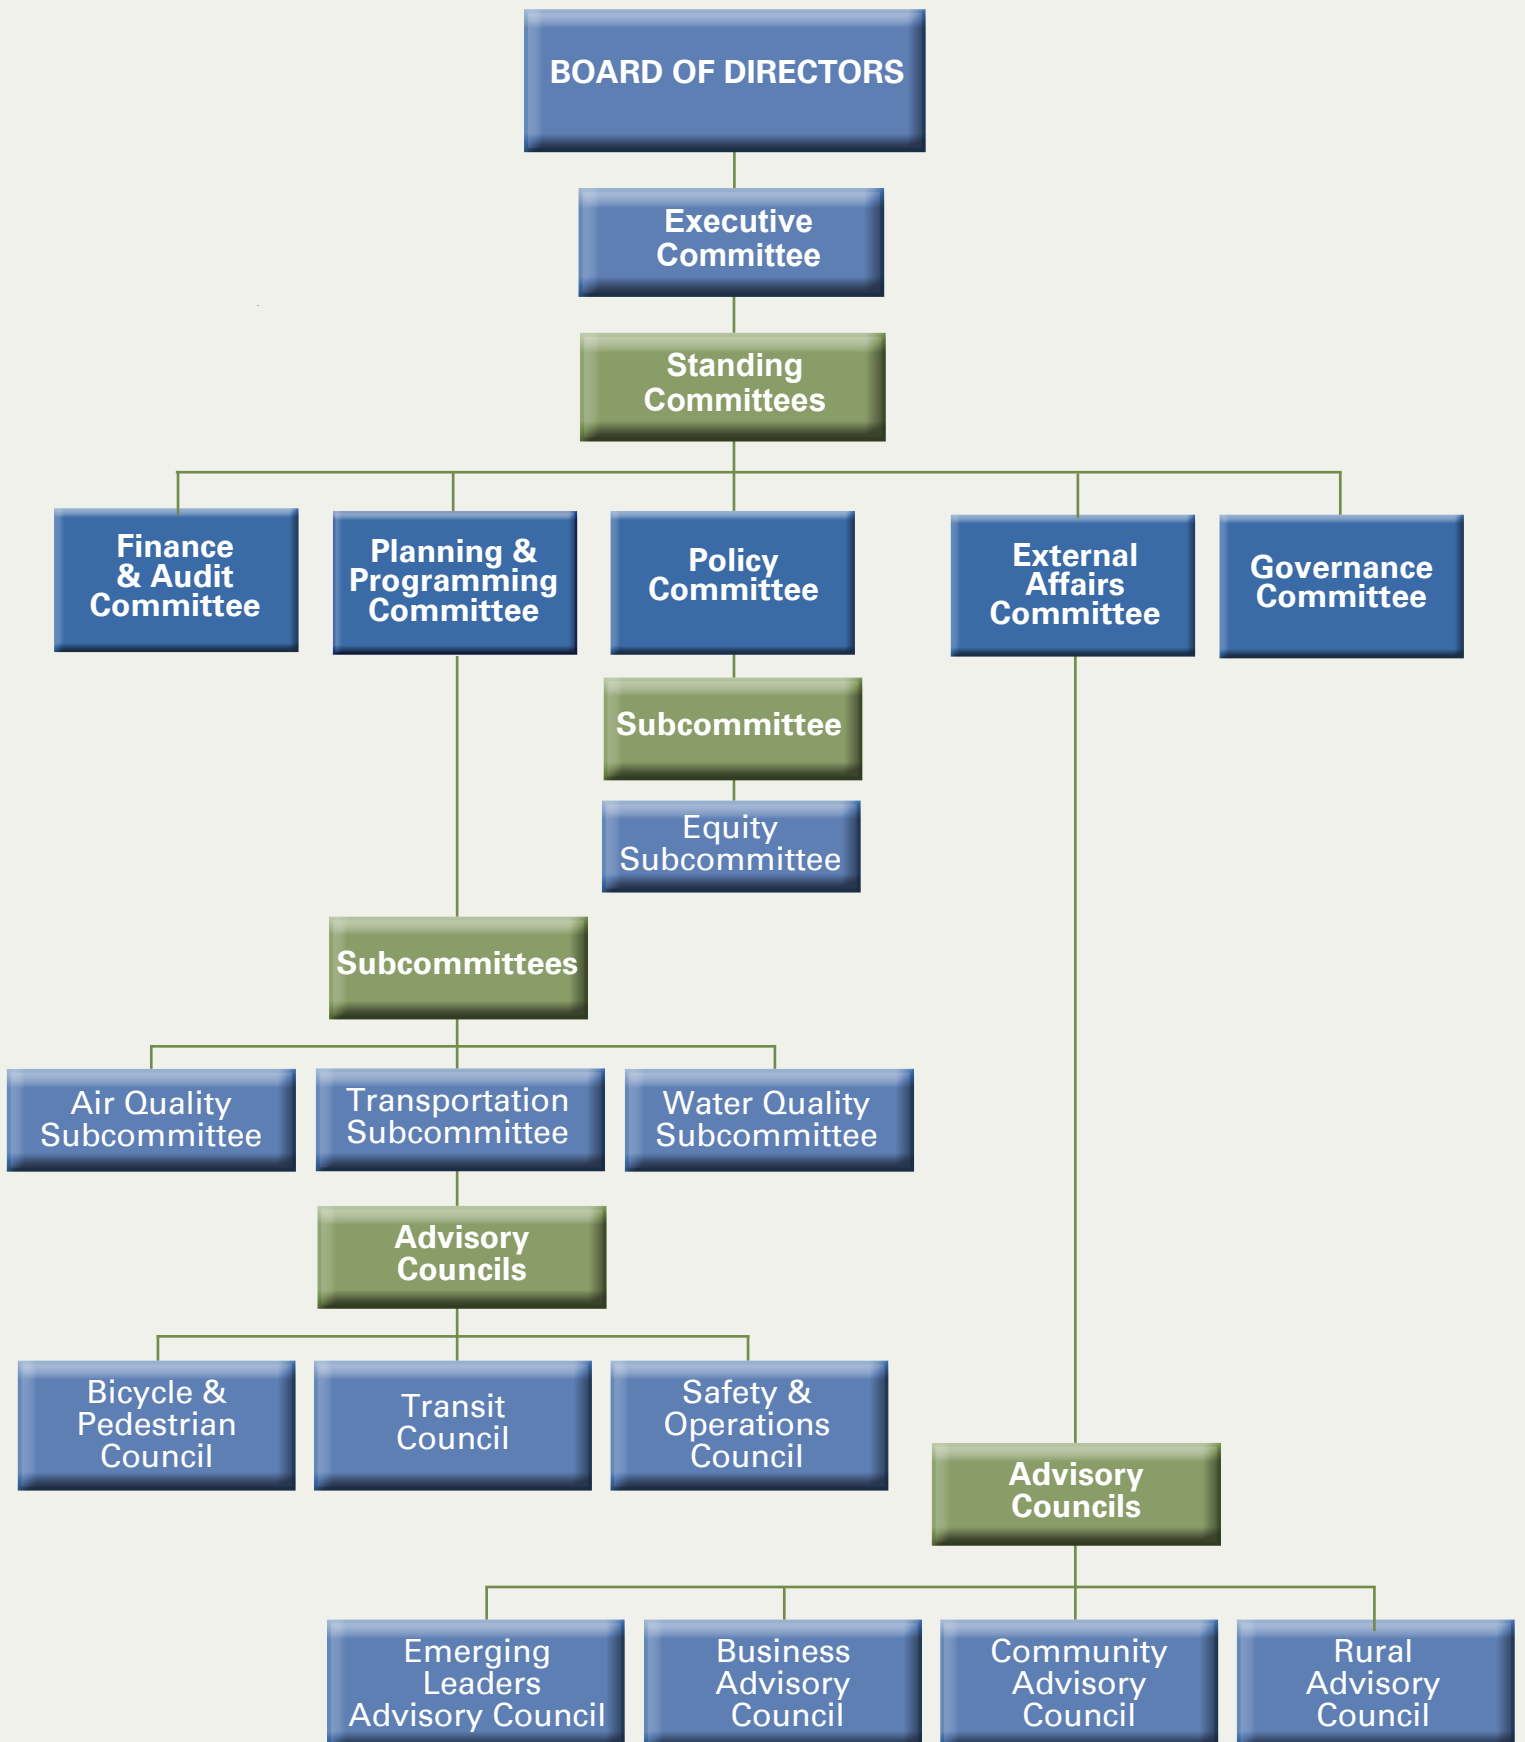 BOARD OF DIRECTORS
Executive
Committee
Standing
Committees
Finance
& Audit
Committee
Planning &
Programming
Committee
Policy
Committee
External
Affairs
Committee
Governance
Committee
Subcommittee
Equity
Subcommittee
Subcommittees
Air Quality
Subcommittee
Transportation
Subcommittee
Water Quality
Subcommittee
Advisory
Councils
Bicycle &
Pedestrian
Council
Transit
Council
Safety &
Operations
Council
Advisory
Councils
Emerging
Leaders
Advisory Council
Business
Advisory
Council
Community
Advisory
Council
Rural
Advisory
Council